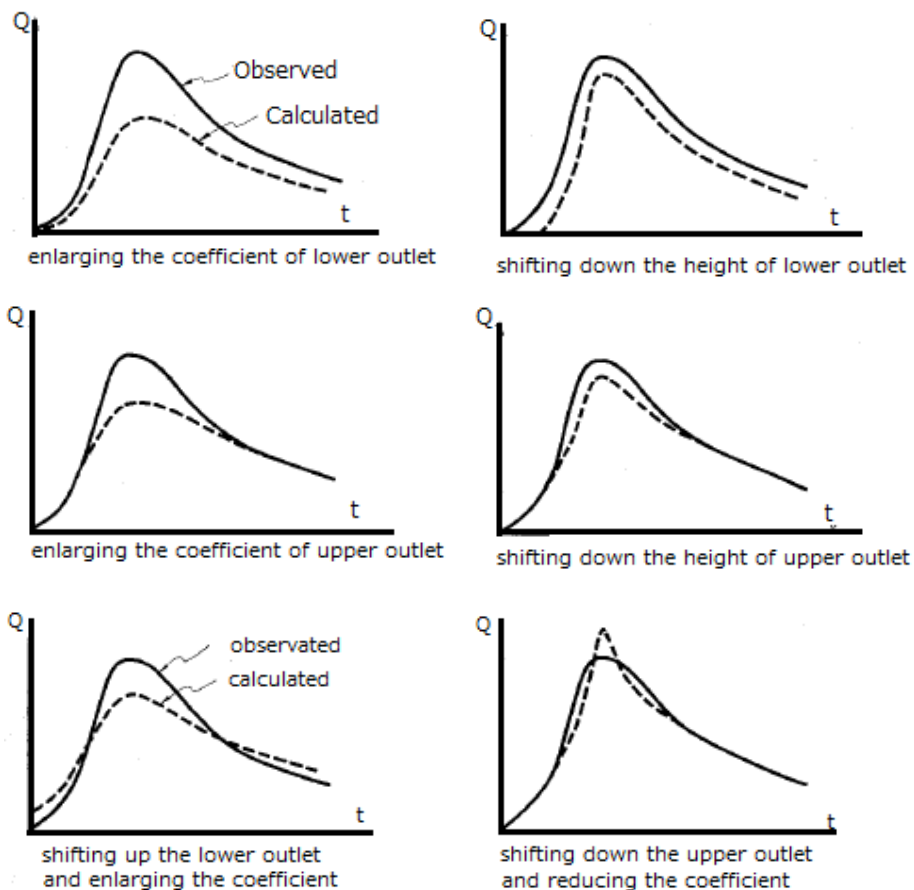 Q
Observed
Calculated
t
enlarging the coefficient of lower outlet
Q
t
shifting down the height of lower outlet
Q
t
enlarging the coefficient of upper outlet
Q
t
shifting down the height of upper outlet
Q
observated
calculated
t
shifting up the lower outlet
and enlarging the coefficient
Q
t
shifting down the upper outlet
and reducing the coefficient